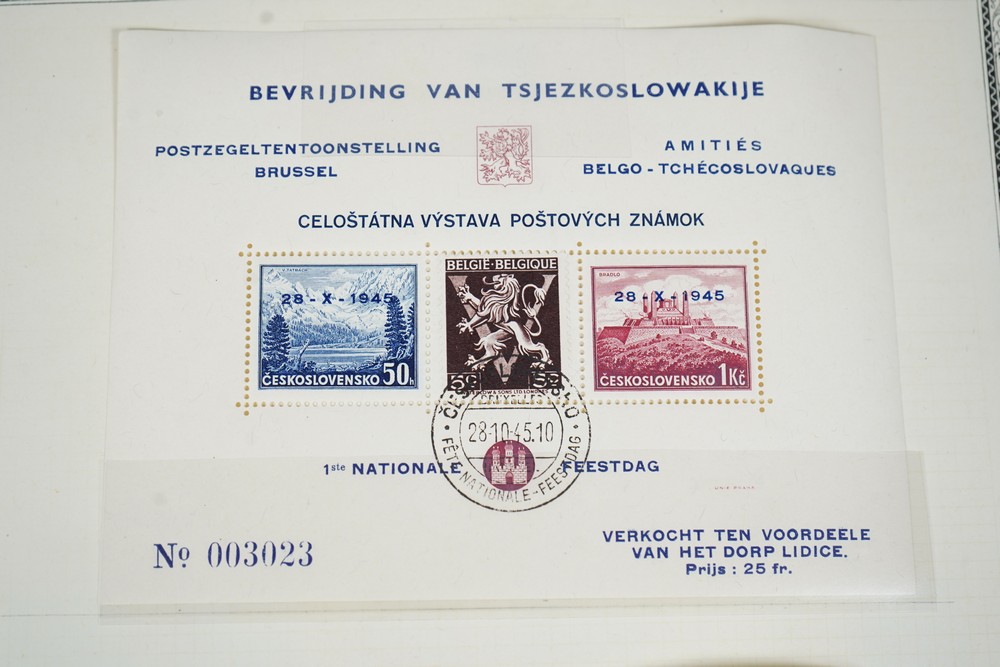 BEVRIJDING VAN TSJEZKOSLOWAKIJE
POSTZEGELTENTOONSTELLING
BRUSSEL
AMITIÉS
BELGO - TCHÉCOSLOVAQUES
CELOŠTÁTNA VÝSTAVA POŠTOVÝCH ZNÁMOK
V. TATRÁCH
28 - X - 1945
ČESKOSLOVENSKO 50h
BELGIË-BELGIQUE
BRADLO
28 - X - 1945
ČESKOSLOVENSKO 1Kč
28-10-45.10
FÊTE NATIONALE-FEESTDAG
1ste NATIONALE FEESTDAG
Nº 003023
VERKOCHT TEN VOORDEELE
VAN HET DORP LIDICE.
Prijs : 25 fr.